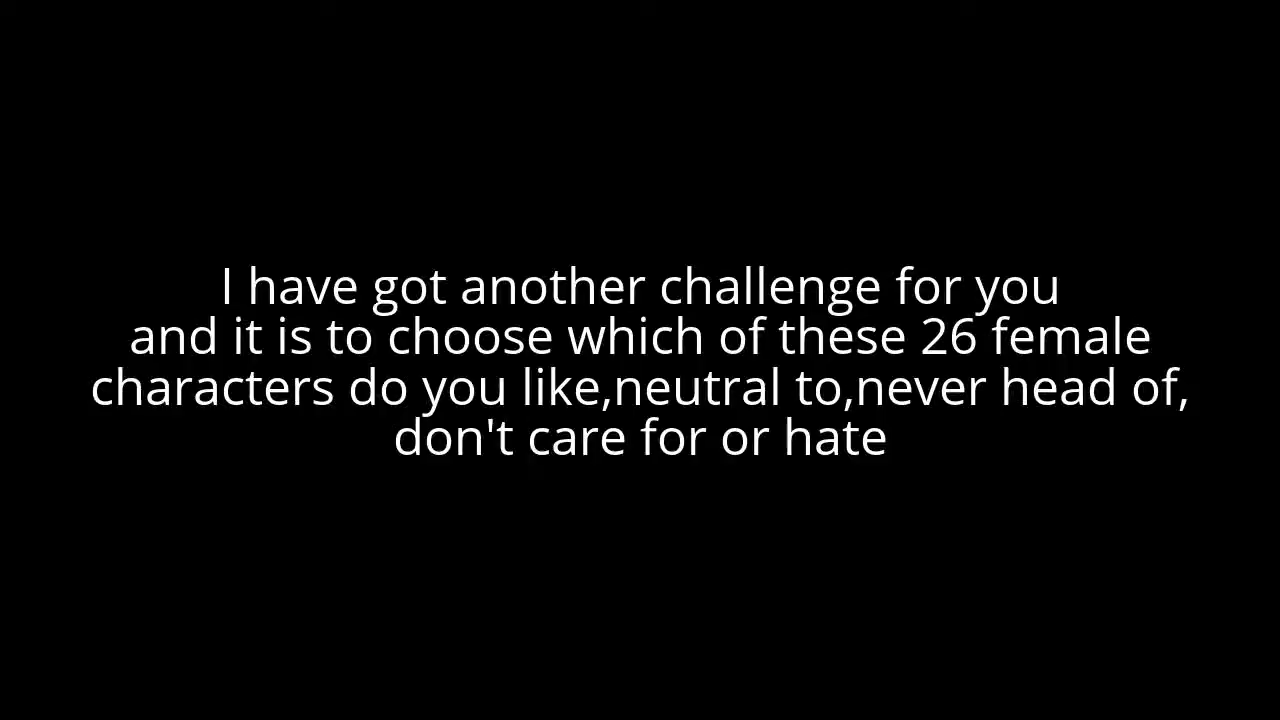 I have got another challenge for you
and it is to choose which of these 26 female
characters do you like,neutral to,never head of,
don't care for or hate